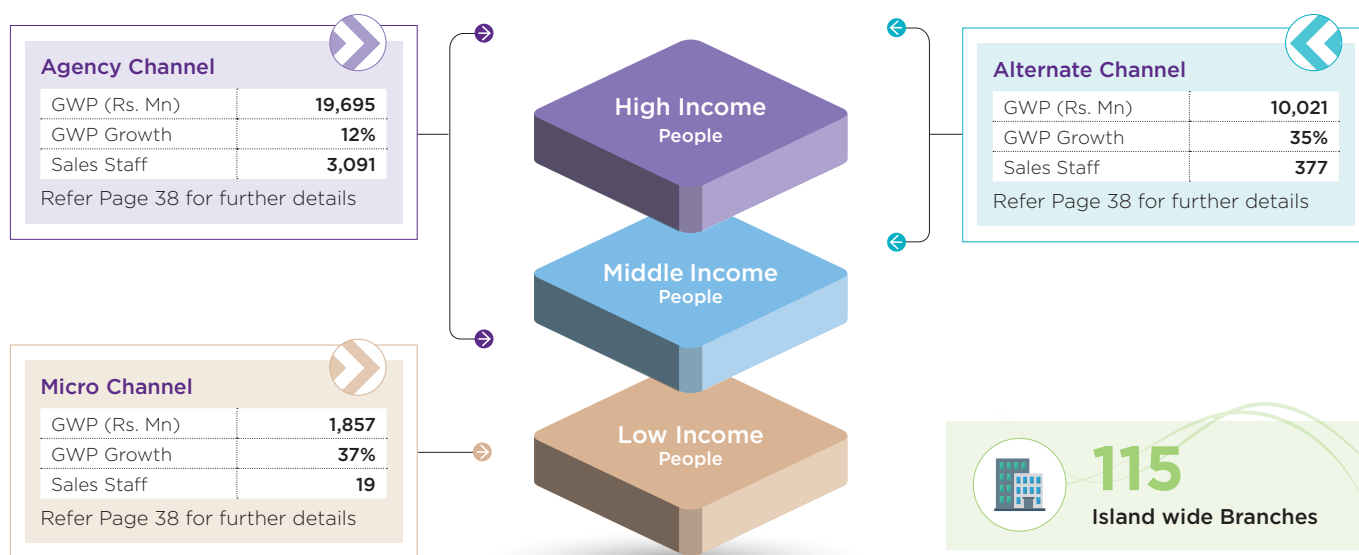 Agency Channel
GWP (Rs. Mn) 19,695
GWP Growth 12%
Sales Staff 3,091
Refer Page 38 for further details
High Income
People
Alternate Channel
GWP (Rs. Mn) 10,021
GWP Growth 35%
Sales Staff 377
Refer Page 38 for further details
Middle Income
People
Micro Channel
GWP (Rs. Mn) 1,857
GWP Growth 37%
Sales Staff 19
Refer Page 38 for further details
Low Income
People
115
Island wide Branches